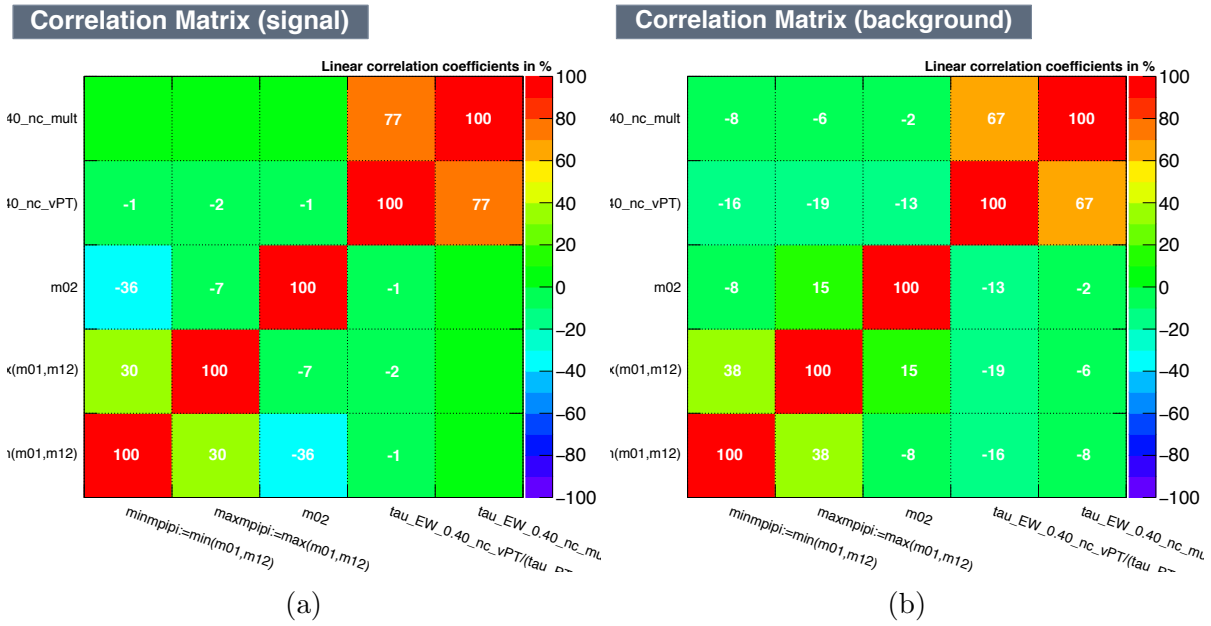 Correlation Matrix (signal)
Linear correlation coefficients in %
40_nc_mult 77 100
40_nc_vPT) -1 -2 -1 100 77
m02 -36 -7 100 -1
x(m01,m12) 30 100 -7 -2
n(m01,m12) 100 30 -36 -1
100
80
60
40
20
0
−20
−40
−60
−80
−100
minmpipi:=min(m01,m12)
maxmpipi:=max(m01,m12)
m02
tau_EW_0.40_nc_vPT/(tau_PT
tau_EW_0.40_nc_mu
(a)
Correlation Matrix (background)
Linear correlation coefficients in %
40_nc_mult -8 -6 -2 67 100
40_nc_vPT) -16 -19 -13 100 67
m02 -8 15 100 -13 -2
x(m01,m12) 38 100 15 -19 -6
n(m01,m12) 100 38 -8 -16 -8
100
80
60
40
20
0
−20
−40
−60
−80
−100
minmpipi:=min(m01,m12)
maxmpipi:=max(m01,m12)
m02
tau_EW_0.40_nc_vPT/(tau_PT
tau_EW_0.40_nc_mu
(b)